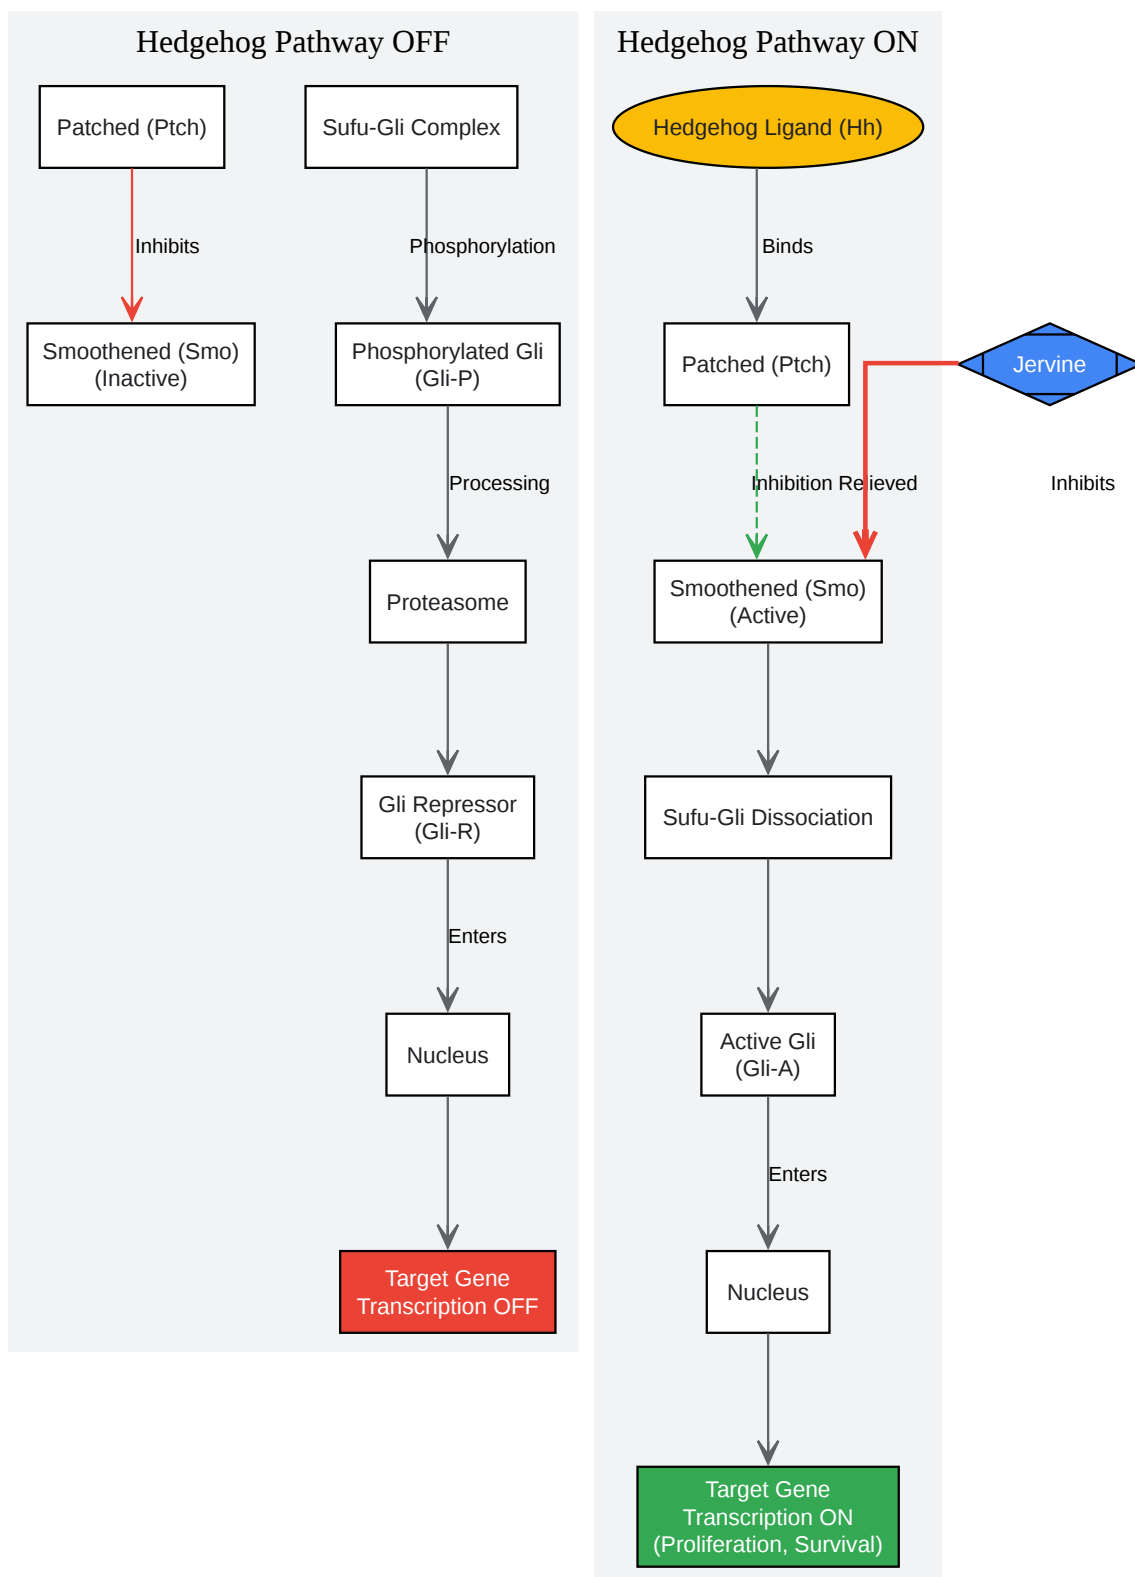 Hedgehog Pathway OFF
Patched (Ptch)
Sufu-Gli Complex
Inhibits
Phosphorylation
Smoothened (Smo)
(Inactive)
Phosphorylated Gli
(Gli-P)
Processing
Proteasome
Gli Repressor
(Gli-R)
Enters
Nucleus
Target Gene
Transcription OFF
Hedgehog Pathway ON
Hedgehog Ligand (Hh)
Binds
Patched (Ptch)
Jervine
Inhibition Relieved
Inhibits
Smoothened (Smo)
(Active)
Sufu-Gli Dissociation
Active Gli
(Gli-A)
Enters
Nucleus
Target Gene
Transcription ON
(Proliferation, Survival)